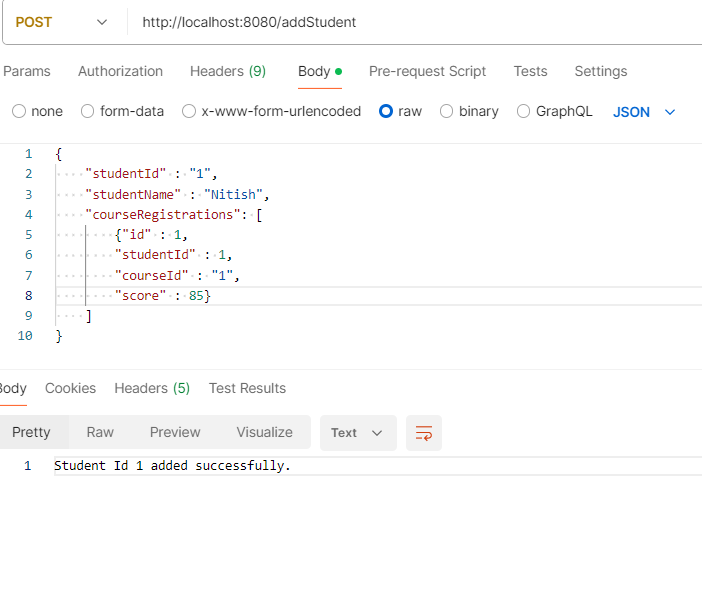 POST http://localhost:8080/addStudent
Params Authorization Headers (9) Body Pre-request Script Tests Settings
none form-data x-www-form-urlencoded raw binary GraphQL JSON
1 {
2 "studentId" : "1",
3 "studentName" : "Nitish",
4 "courseRegistrations": [
5 {"id" : 1,
6 "studentId" : 1,
7 "courseId" : "1",
8 "score" : 85}
9 ]
10 }
Body Cookies Headers (5) Test Results
Pretty Raw Preview Visualize Text
1 Student Id 1 added successfully.